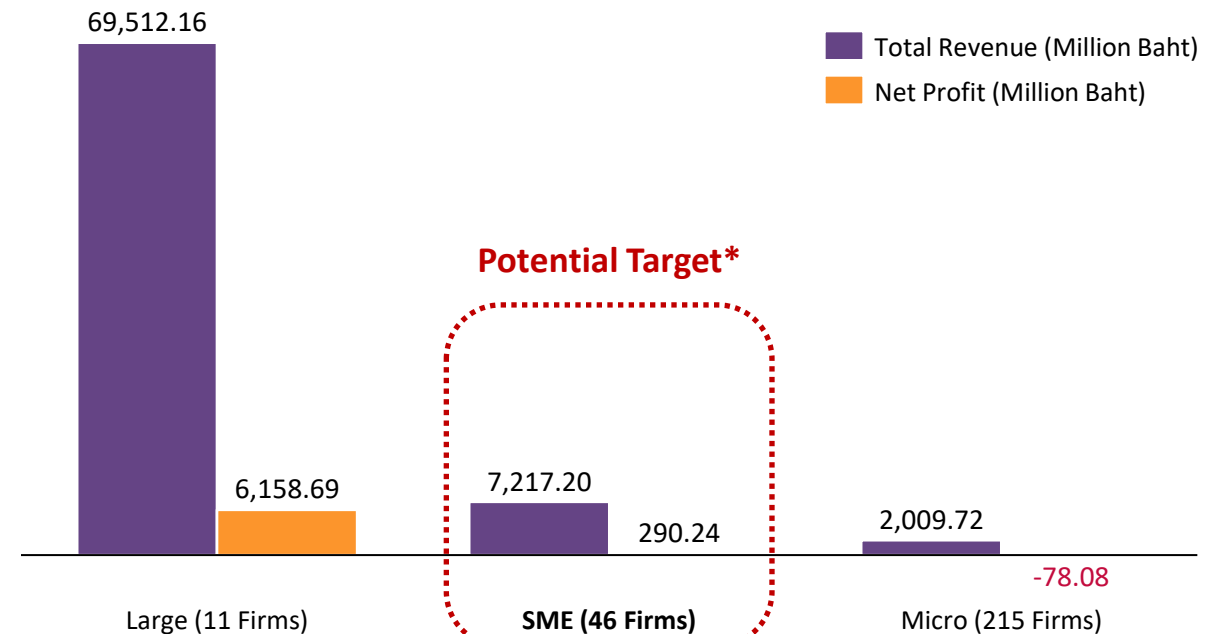 69,512.16
Total Revenue (Million Baht)
Net Profit (Million Baht)
Potential Target*
6,158.69
7,217.20
290.24
2,009.72
-78.08
Large (11 Firms)
SME (46 Firms)
Micro (215 Firms)